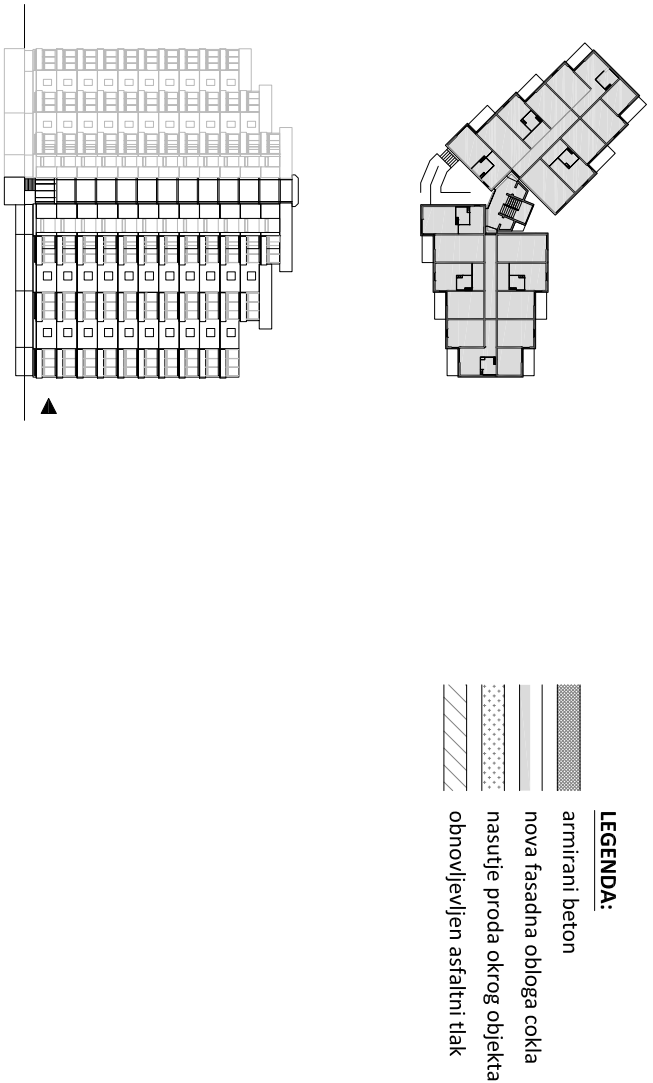 LEGENDA:
armirani beton
nova fasadna obloga cokla
nasutje proda okrog objekta
obnovljevljen asfaltni tlak